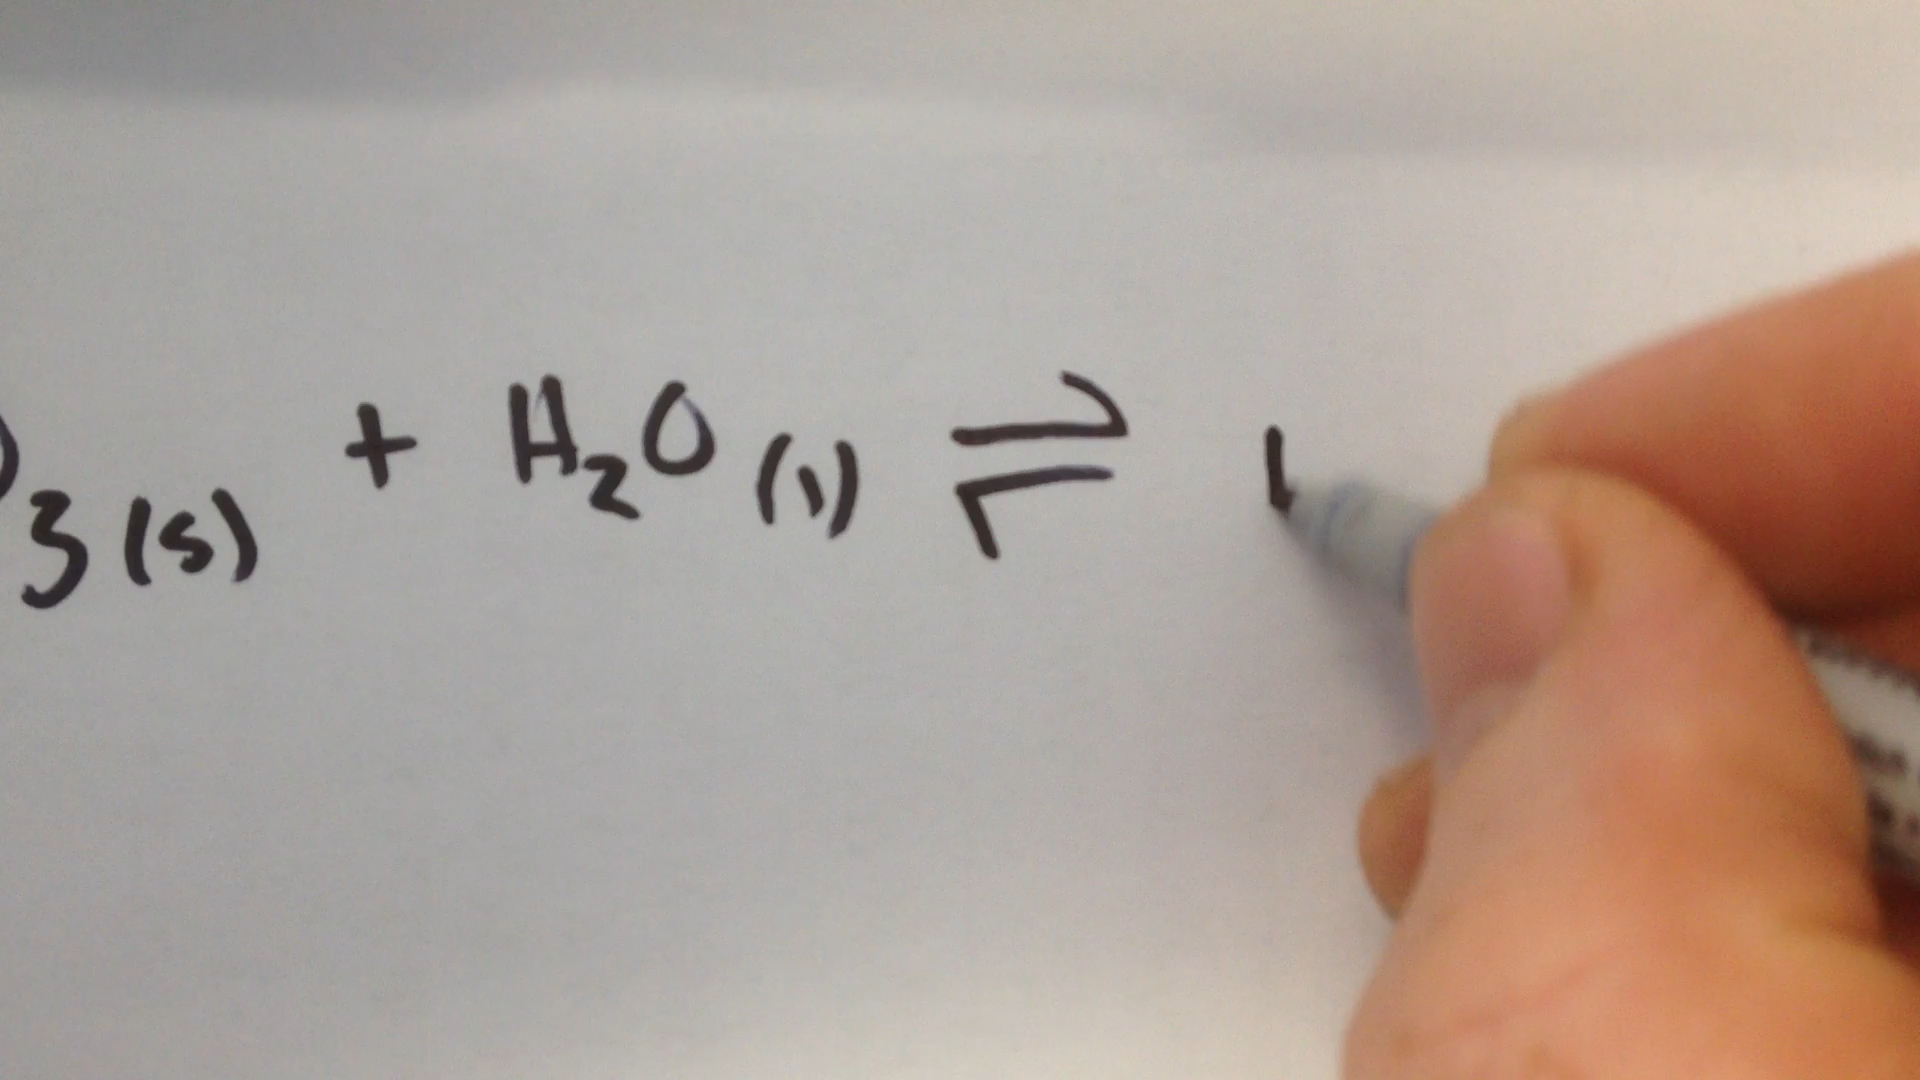 3(s) + H₂O (l) ⇌